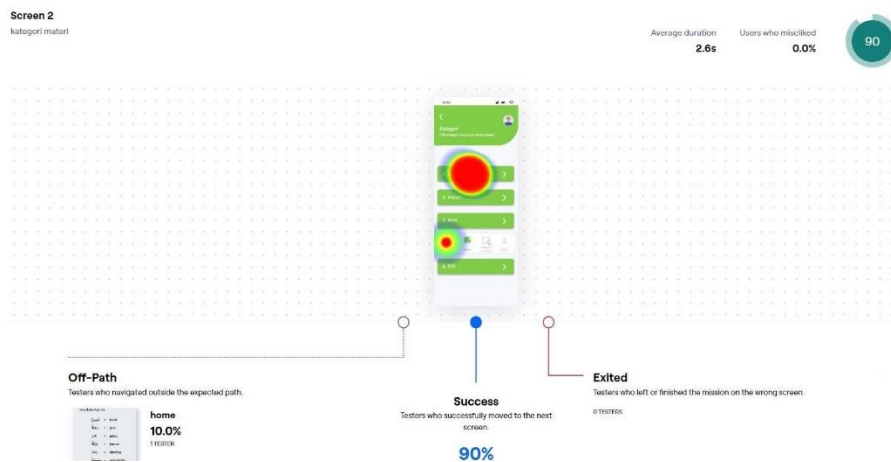 Screen 2
kategori materi
Average duration
Users who misclicked
2.6s
0.0%
90
Kategori
Off-Path
Testers who navigated outside the expected path.
home
10.0%
1 TESTER
Success
Testers who successfully moved to the next
screen.
90%
Exited
Testers who left or finished the mission on the wrong screen.
0 TESTERS